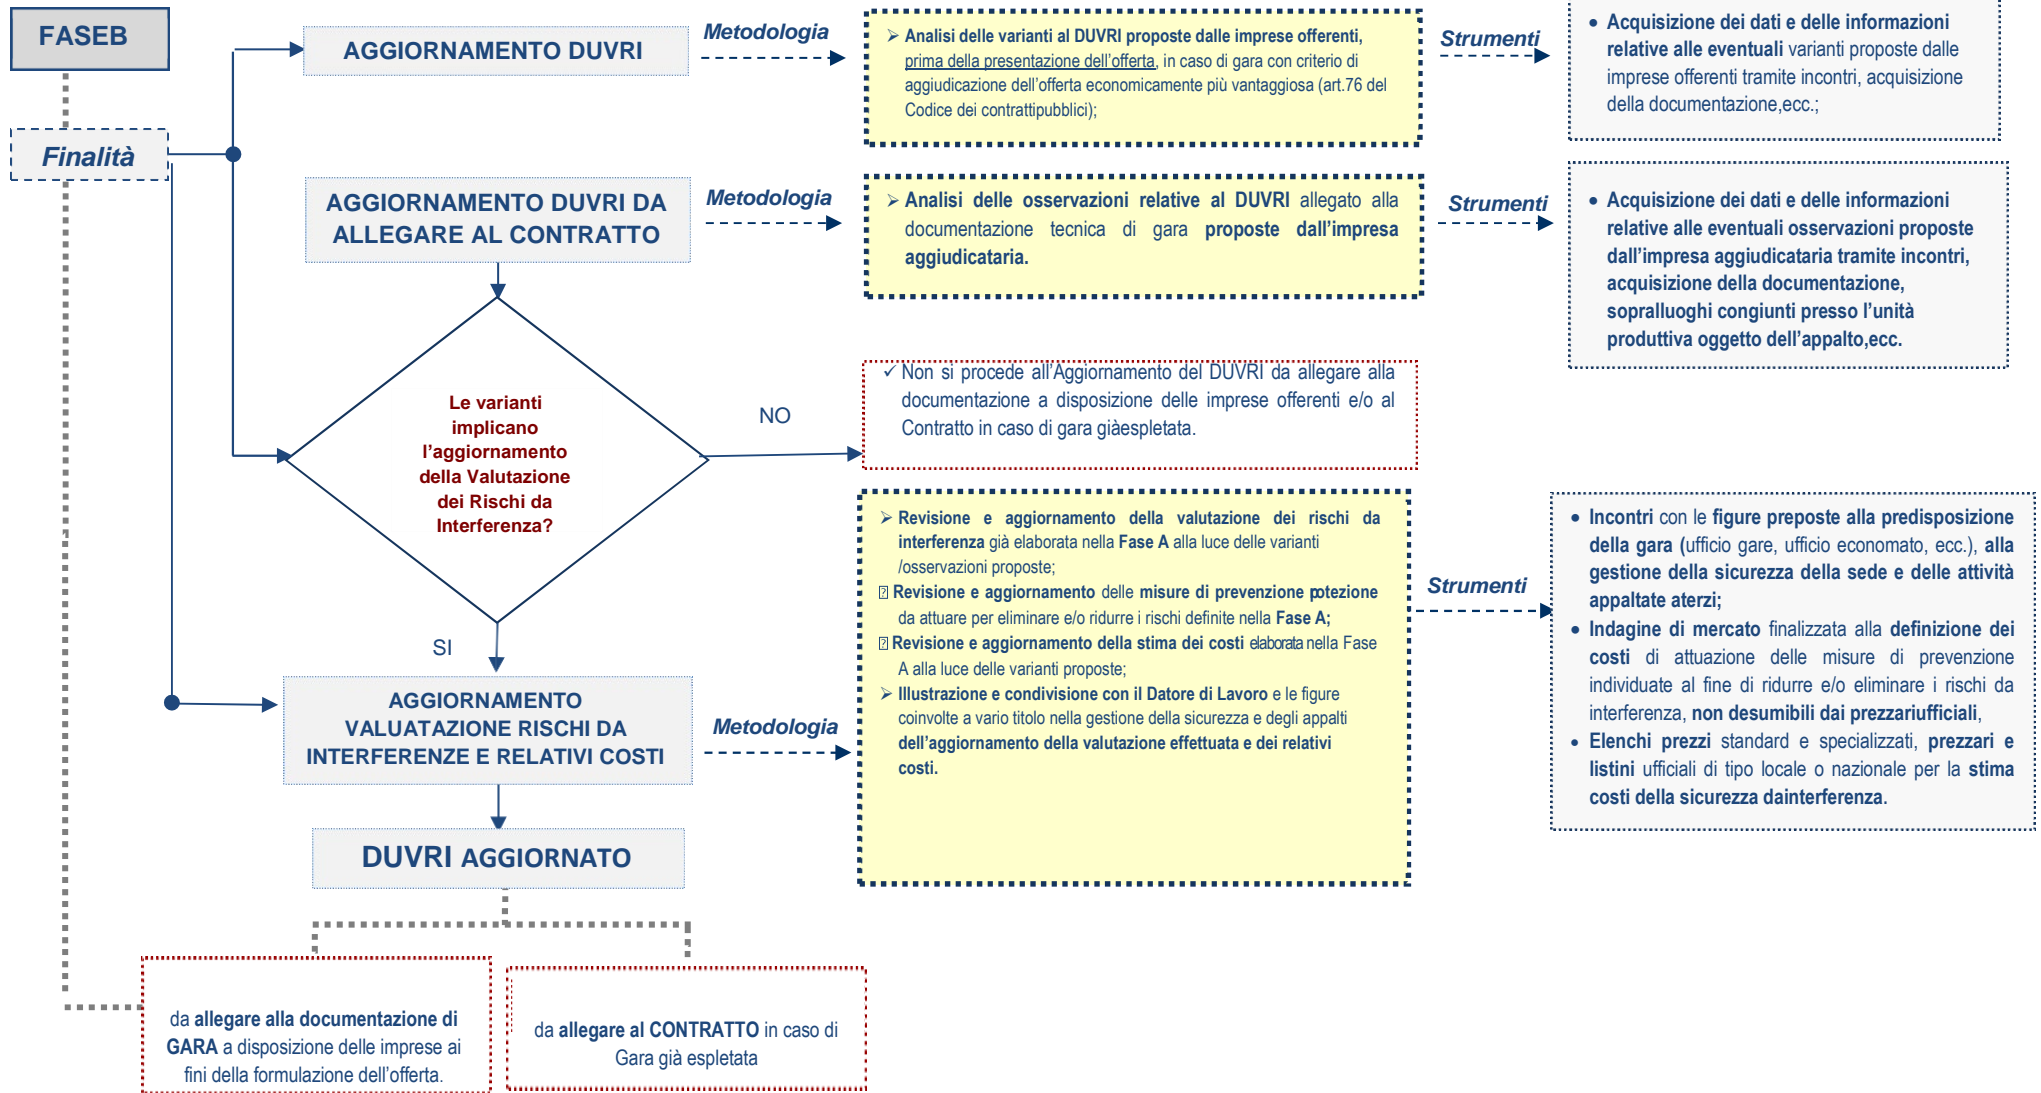 FASEB
Finalità
AGGIORNAMENTO DUVRI
Metodologia
➢ Analisi delle varianti al DUVRI proposte dalle imprese offerenti,
prima della presentazione dell'offerta, in caso di gara con criterio di
aggiudicazione dell'offerta economicamente più vantaggiosa (art.76 del
Codice dei contrattipubblici);
Strumenti
• Acquisizione dei dati e delle informazioni
relative alle eventuali varianti proposte dalle
imprese offerenti tramite incontri, acquisizione
della documentazione,ecc.;
AGGIORNAMENTO DUVRI DA
ALLEGARE AL CONTRATTO
Metodologia
➢ Analisi delle osservazioni relative al DUVRI allegato alla
documentazione tecnica di gara proposte dall'impresa
aggiudicataria.
Strumenti
• Acquisizione dei dati e delle informazioni
relative alle eventuali osservazioni proposte
dall'impresa aggiudicataria tramite incontri,
acquisizione della documentazione,
sopralluoghi congiunti presso l'unità
produttiva oggetto dell'appalto,ecc.
Le varianti
implicano
l'aggiornamento
della Valutazione
dei Rischi da
Interferenza?
NO
✓ Non si procede all'Aggiornamento del DUVRI da allegare alla
documentazione a disposizione delle imprese offerenti e/o al
Contratto in caso di gara giàespletata.
SI
AGGIORNAMENTO
VALUATAZIONE RISCHI DA
INTERFERENZE E RELATIVI COSTI
Metodologia
➢ Revisione e aggiornamento della valutazione dei rischi da
interferenza già elaborata nella Fase A alla luce delle varianti
/osservazioni proposte;
Revisione e aggiornamento delle misure di prevenzione potezione
da attuare per eliminare e/o ridurre i rischi definite nella Fase A;
Revisione e aggiornamento della stima dei costi elaborata nella Fase
A alla luce delle varianti proposte;
➢ Illustrazione e condivisione con il Datore di Lavoro e le figure
coinvolte a vario titolo nella gestione della sicurezza e degli appalti
dell'aggiornamento della valutazione effettuata e dei relativi
costi.
Strumenti
• Incontri con le figure preposte alla predisposizione
della gara (ufficio gare, ufficio economato, ecc.), alla
gestione della sicurezza della sede e delle attività
appaltate aterzi;
• Indagine di mercato finalizzata alla definizione dei
costi di attuazione delle misure di prevenzione
individuate al fine di ridurre e/o eliminare i rischi da
interferenza, non desumibili dai prezzariufficiali,
• Elenchi prezzi standard e specializzati, prezzari e
listini ufficiali di tipo locale o nazionale per la stima
costi della sicurezza dainterferenza.
DUVRI AGGIORNATO
da allegare alla documentazione di
GARA a disposizione delle imprese ai
fini della formulazione dell'offerta.
da allegare al CONTRATTO in caso di
Gara già espletata